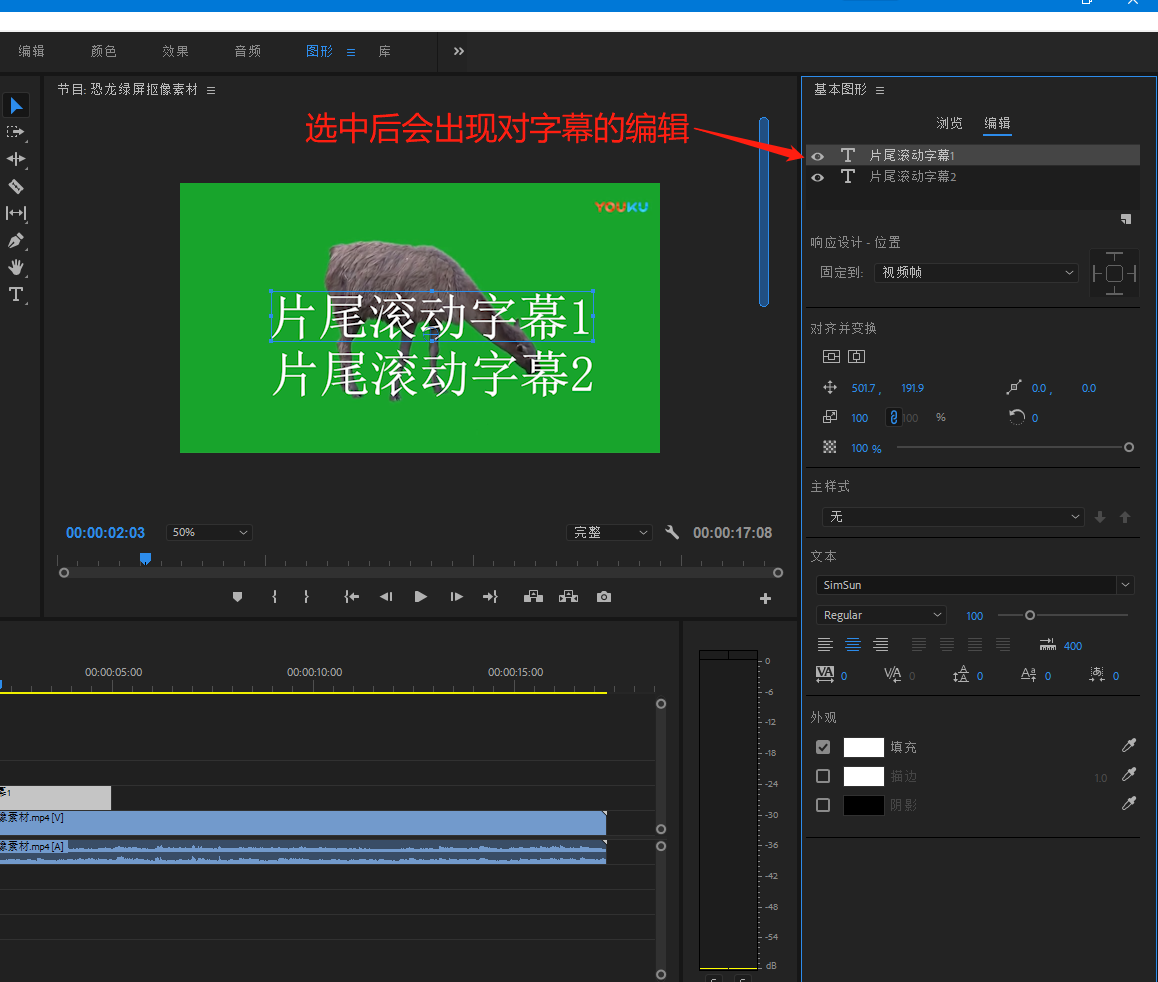 编辑 颜色 效果 音频 图形 库
节目: 恐龙绿屏抠像素材
基本图形
选中后会出现对字幕的编辑
浏览 编辑
片尾滚动字幕1
片尾滚动字幕2
YOUKU
响应设计 - 位置
固定到: 视频帧
片尾滚动字幕1
片尾滚动字幕2
对齐并变换
501.7 , 191.9 0.0 , 0.0
100 100 % 0
100 %
主样式
无
00:00:02:03 50% 完整 00:00:17:08
文本
SimSun
Regular 100
400
0 0 0 0 0
00:00:05:00 00:00:10:00 00:00:15:00
外观
填充
描边 1.0
阴影
幕1
像素材.mp4 [V]
像素材.mp4 [A]
0
-6
-12
-18
-24
-30
-36
-42
-48
-54
dB